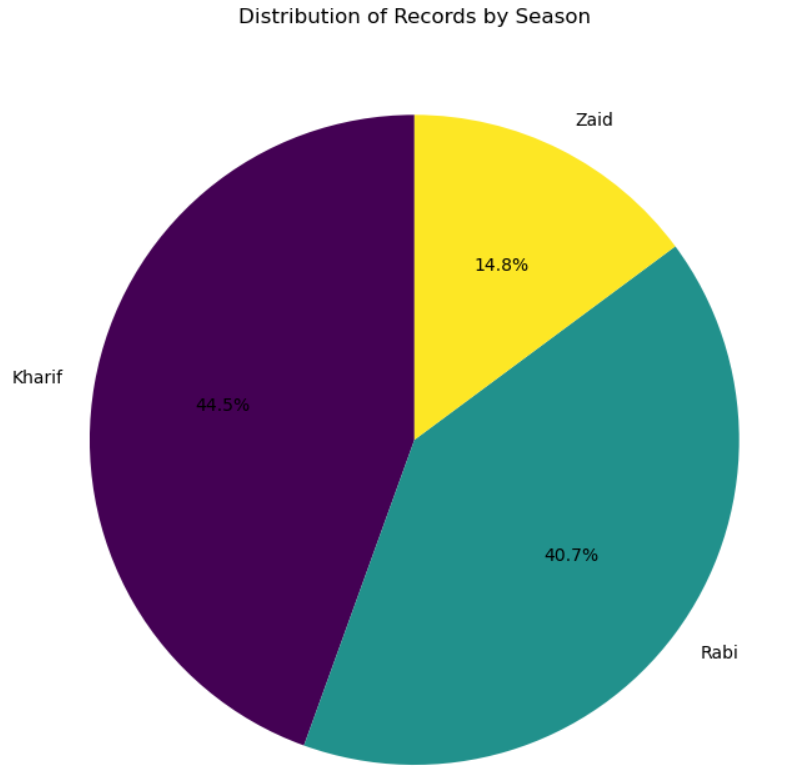 Distribution of Records by Season
Zaid
14.8%
Kharif
44.5%
40.7%
Rabi